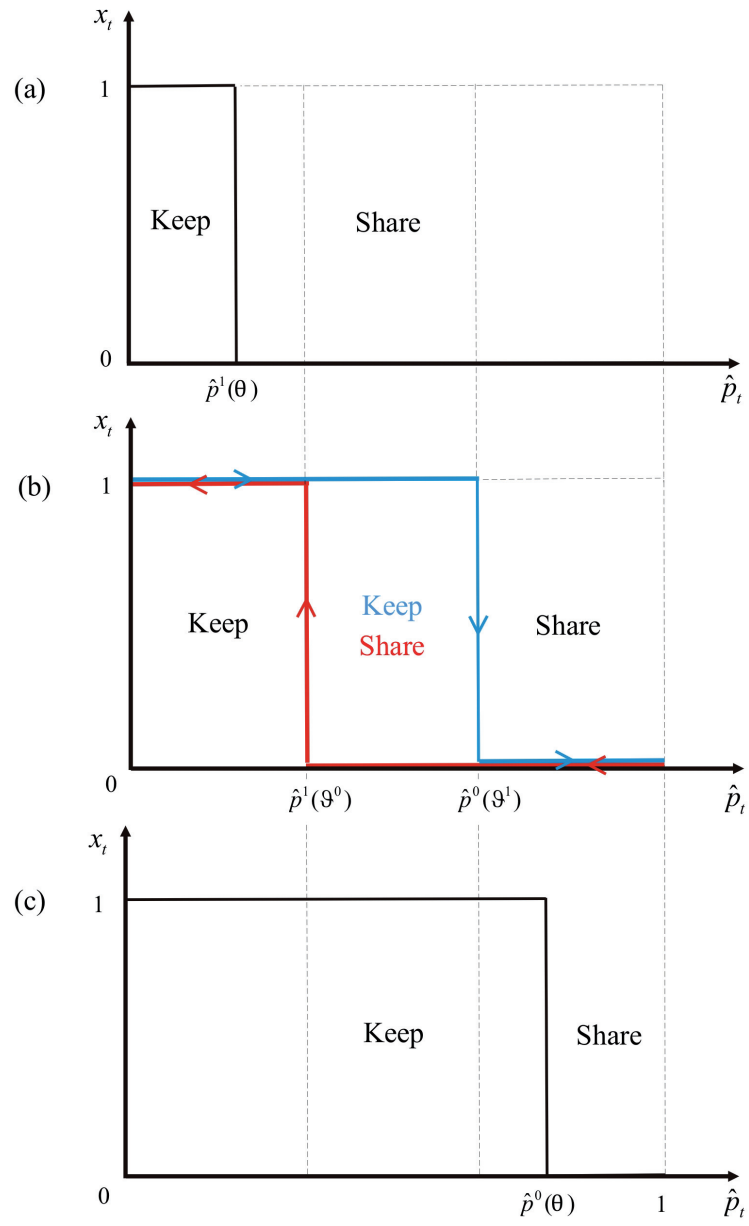 x_t
(a)
1
Keep Share
0
p̂¹(θ) p̂_t
x_t
(b)
1
Keep
Keep Share
Share
0
p̂¹(ϑ⁰) p̂⁰(ϑ¹) p̂_t
x_t
(c)
1
Keep Share
0
p̂⁰(θ) 1 p̂_t